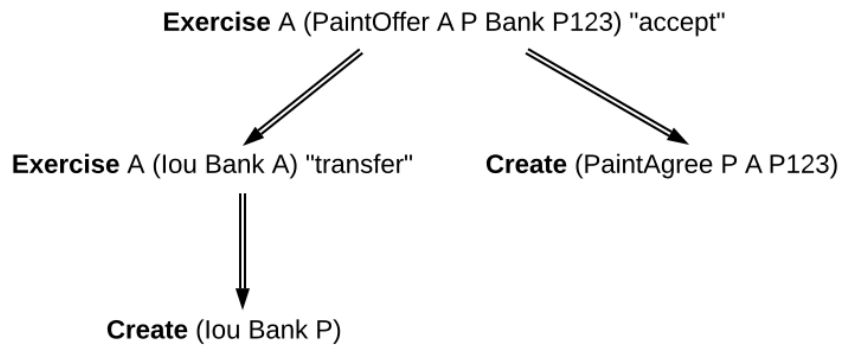 Exercise A (PaintOffer A P Bank P123) "accept"
Exercise A (Iou Bank A) "transfer"
Create (PaintAgree P A P123)
Create (Iou Bank P)